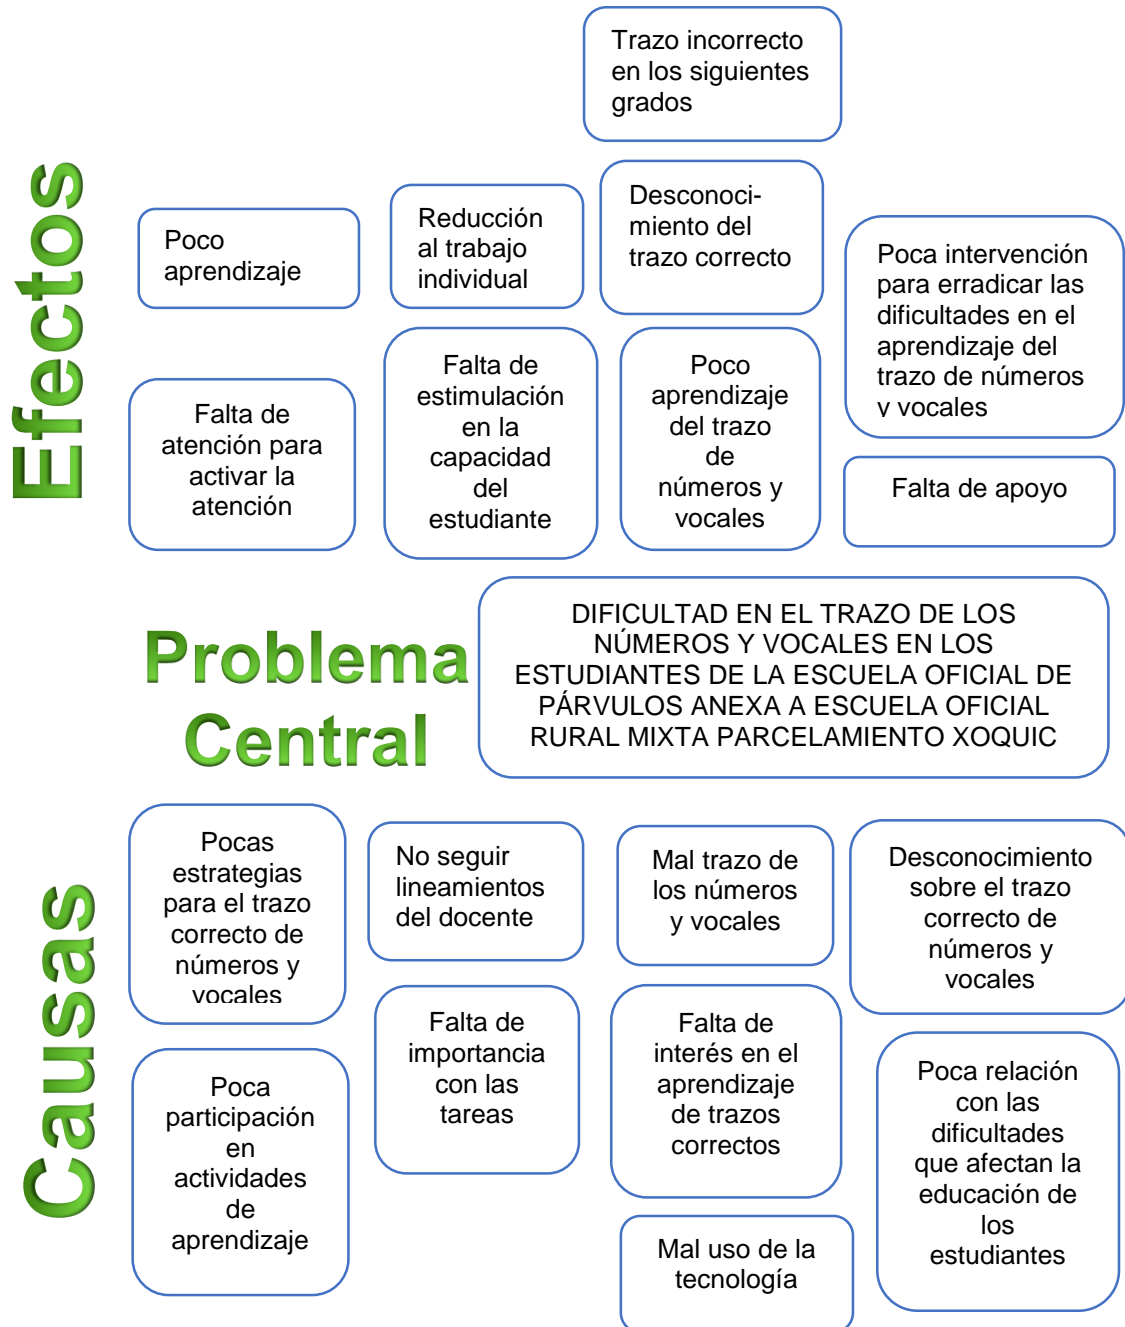 Efectos
Trazo incorrecto
en los siguientes
grados
Poco
aprendizaje
Reducción
al trabajo
individual
Desconoci-
miento del
trazo correcto
Poca intervención
para erradicar las
dificultades en el
aprendizaje del
trazo de números
y vocales
Falta de
atención para
activar la
atención
Falta de
estimulación
en la
capacidad
del
estudiante
Poco
aprendizaje
del trazo
de
números y
vocales
Falta de apoyo
Problema
Central
DIFICULTAD EN EL TRAZO DE LOS
NÚMEROS Y VOCALES EN LOS
ESTUDIANTES DE LA ESCUELA OFICIAL DE
PÁRVULOS ANEXA A ESCUELA OFICIAL
RURAL MIXTA PARCELAMIENTO XOQUIC
Causas
Pocas
estrategias
para el trazo
correcto de
números y
vocales
No seguir
lineamientos
del docente
Mal trazo de
los números
y vocales
Desconocimiento
sobre el trazo
correcto de
números y
vocales
Poca
participación
en
actividades
de
aprendizaje
Falta de
importancia
con las
tareas
Falta de
interés en el
aprendizaje
de trazos
correctos
Poca relación
con las
dificultades
que afectan la
educación de
los
estudiantes
Mal uso de la
tecnología